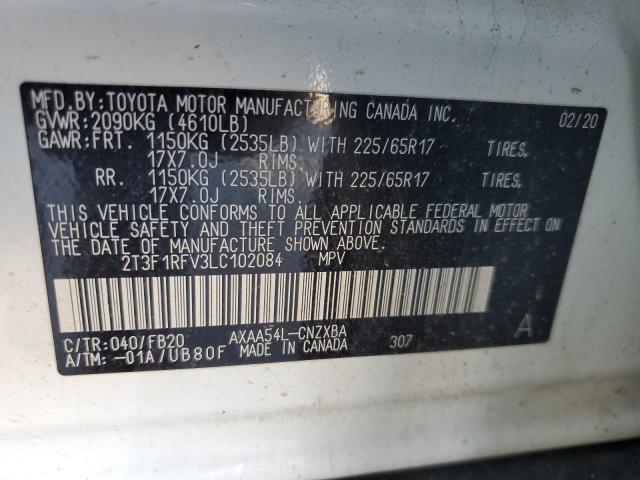 MFD.BY:TOYOTA MOTOR MANUFACTURING CANADA INC. 02/20
GVWR:2090KG (4610LB)
GAWR:FRT. 1150KG (2535LB) WITH 225/65R17 TIRES,
17X7.0J RIMS.
RR. 1150KG (2535LB) WITH 225/65R17 TIRES,
17X7.0J RIMS.
THIS VEHICLE CONFORMS TO ALL APPLICABLE FEDERAL MOTOR
VEHICLE SAFETY AND THEFT PREVENTION STANDARDS IN EFFECT ON
THE DATE OF MANUFACTURE SHOWN ABOVE.
2T3F1RFV3LC102084 MPV
C/TR:040/FB20 AXAA54L-CNZXBA A
A/TM: -01A/UB80F MADE IN CANADA 307